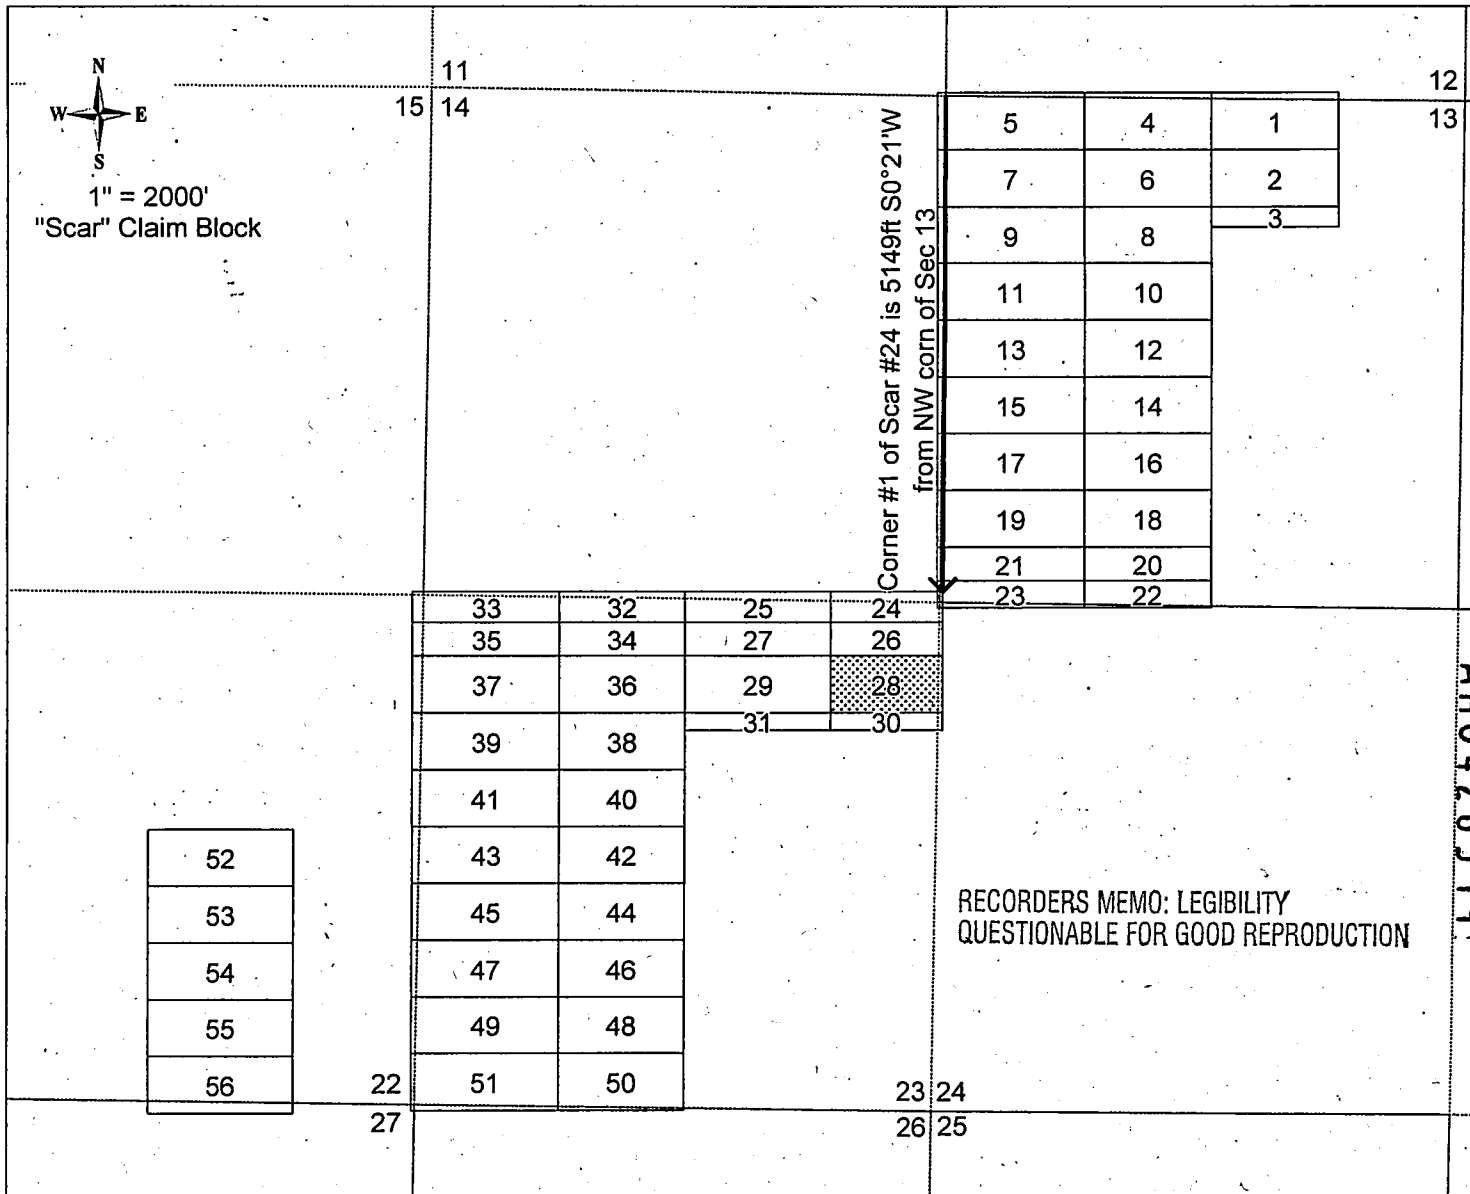 N
W E
S
1" = 2000'
"Scar" Claim Block
11
15 14
12
13
Corner #1 of Scar #24 is 5149ft S0°21'W
from NW corn of Sec 13
5 4 1
7 6 2
3
9 8
11 10
13 12
15 14
17 16
19 18
21 20
23 22
33 32 25 24
35 34 27 26
37 36 29 28
31 30
39 38
41 40
43 42
45 44
47 46
49 48
51 50
52
53
54
55
56
22
27
23 24
26 25
RECORDERS MEMO: LEGIBILITY
QUESTIONABLE FOR GOOD REPRODUCTION